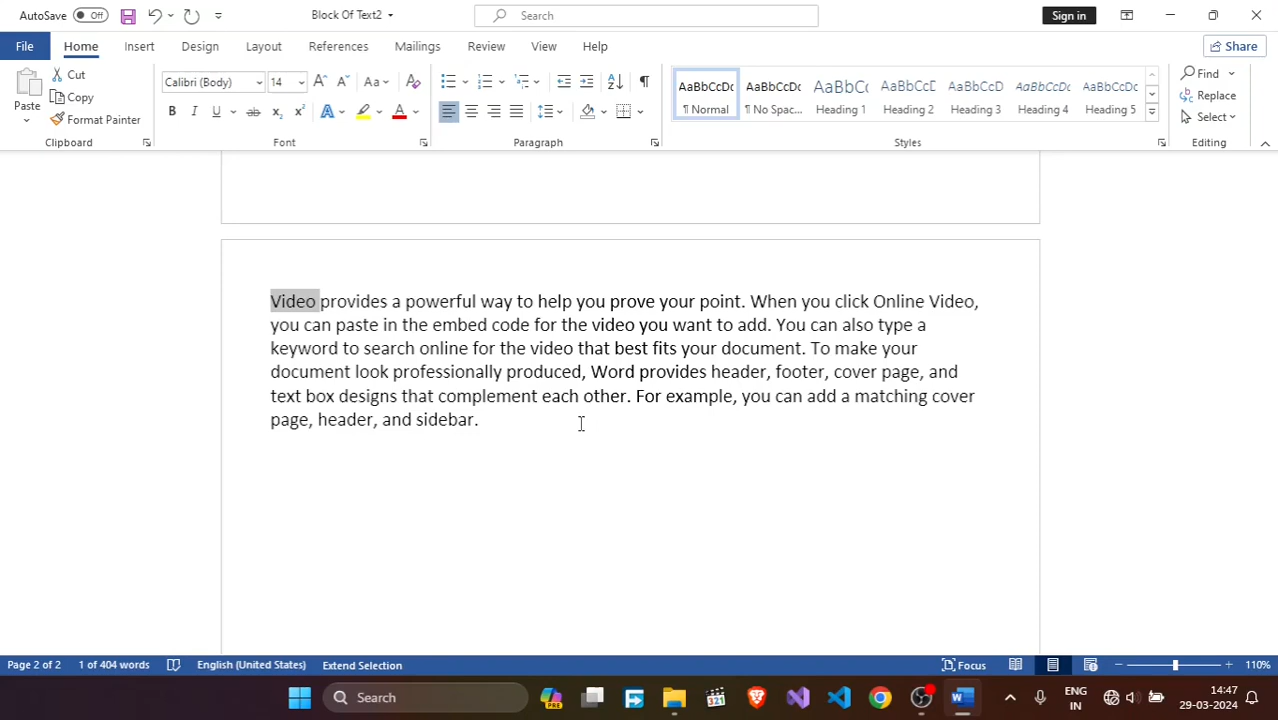 AutoSave Off Block Of Text2 Search Sign in
File Home Insert Design Layout References Mailings Review View Help Share
Paste Cut Copy Format Painter
Clipboard
Calibri (Body) 14 A A Aa A
B I U ab x₂ x² A A
Font
Paragraph
AaBbCcDc AaBbCcDc AaBbCc AaBbCcD AaBbCcD AaBbCcDc AaBbCcDc
¶ Normal ¶ No Spac... Heading 1 Heading 2 Heading 3 Heading 4 Heading 5
Styles
Find
Replace
Select
Editing
Video provides a powerful way to help you prove your point. When you click Online Video,
you can paste in the embed code for the video you want to add. You can also type a
keyword to search online for the video that best fits your document. To make your
document look professionally produced, Word provides header, footer, cover page, and
text box designs that complement each other. For example, you can add a matching cover
page, header, and sidebar.
Page 2 of 2 1 of 404 words English (United States) Extend Selection Focus 110%
Search PRE 321 ENG IN 14:47 29-03-2024